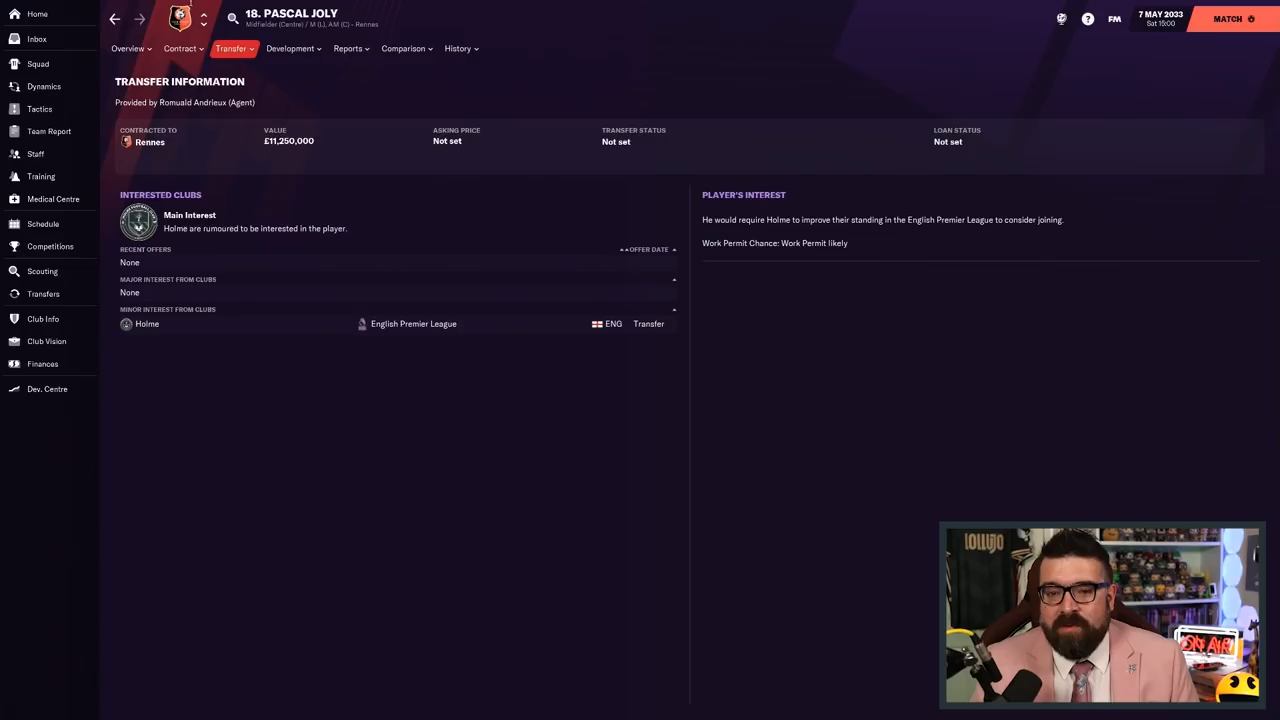 Home
Inbox
Squad
Dynamics
Tactics
Team Report
Staff
Training
Medical Centre
Schedule
Competitions
Scouting
Transfers
Club Info
Club Vision
Finances
Dev. Centre
18. PASCAL JOLY
Midfielder (Centre) / M (L), AM (C) - Rennes
FM
7 MAY 2033
Sat 15:00
MATCH
Overview
Contract
Transfer
Development
Reports
Comparison
History
TRANSFER INFORMATION
Provided by Romuald Andrieux (Agent)
CONTRACTED TO
Rennes
VALUE
£11,250,000
ASKING PRICE
Not set
TRANSFER STATUS
Not set
LOAN STATUS
Not set
INTERESTED CLUBS
Main Interest
Holme are rumoured to be interested in the player.
RECENT OFFERS
OFFER DATE
None
MAJOR INTEREST FROM CLUBS
None
MINOR INTEREST FROM CLUBS
Holme English Premier League ENG Transfer
PLAYER'S INTEREST
He would require Holme to improve their standing in the English Premier League to consider joining.
Work Permit Chance: Work Permit likely
lollujo
ON AIR